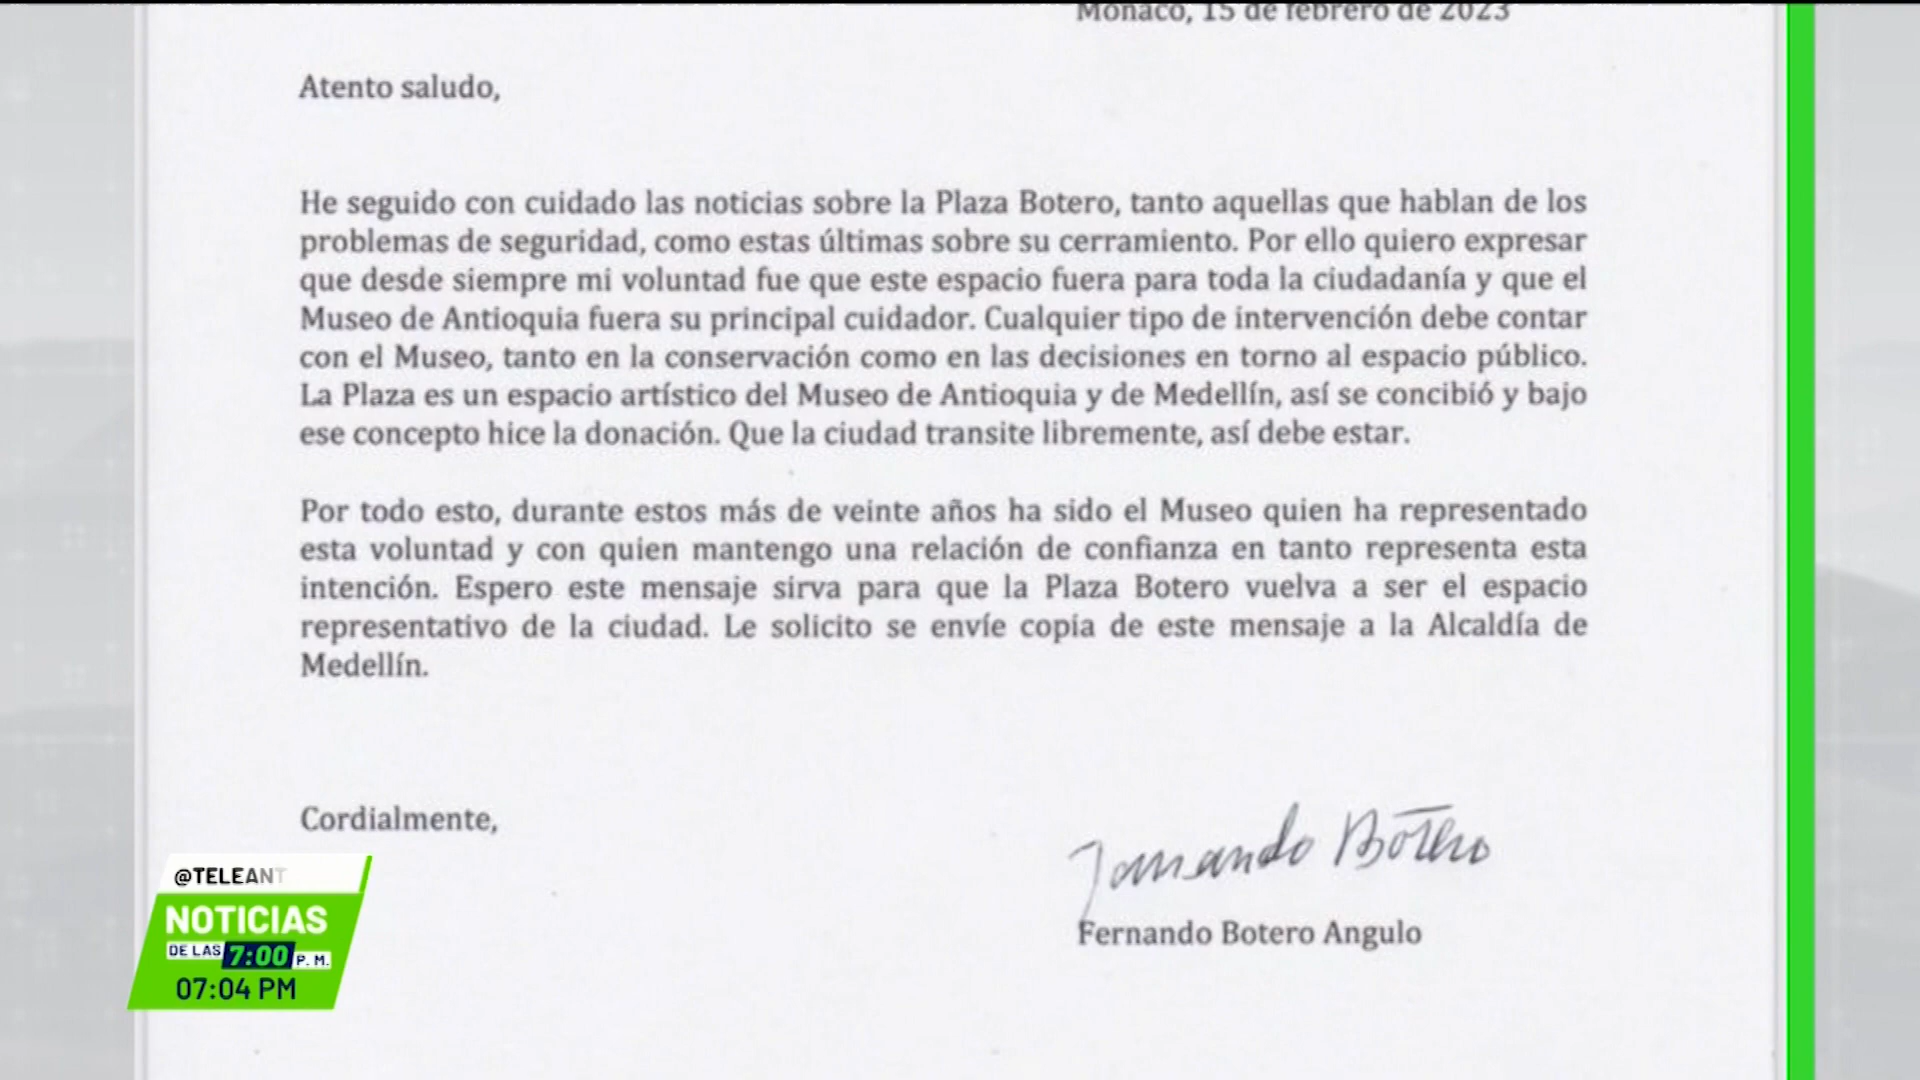 Monaco, 15 de febrero de 2023
Atento saludo,
He seguido con cuidado las noticias sobre la Plaza Botero, tanto aquellas que hablan de los
problemas de seguridad, como estas últimas sobre su cerramiento. Por ello quiero expresar
que desde siempre mi voluntad fue que este espacio fuera para toda la ciudadanía y que el
Museo de Antioquia fuera su principal cuidador. Cualquier tipo de intervención debe contar
con el Museo, tanto en la conservación como en las decisiones en torno al espacio público.
La Plaza es un espacio artístico del Museo de Antioquia y de Medellín, así se concibió y bajo
ese concepto hice la donación. Que la ciudad transite libremente, así debe estar.
Por todo esto, durante estos más de veinte años ha sido el Museo quien ha representado
esta voluntad y con quien mantengo una relación de confianza en tanto representa esta
intención. Espero este mensaje sirva para que la Plaza Botero vuelva a ser el espacio
representativo de la ciudad. Le solicito se envíe copia de este mensaje a la Alcaldía de
Medellín.
Cordialmente,
Fernando Botero
Fernando Botero Angulo
@TELEANT
NOTICIAS
DE LAS 7:00 P. M.
07:04 PM